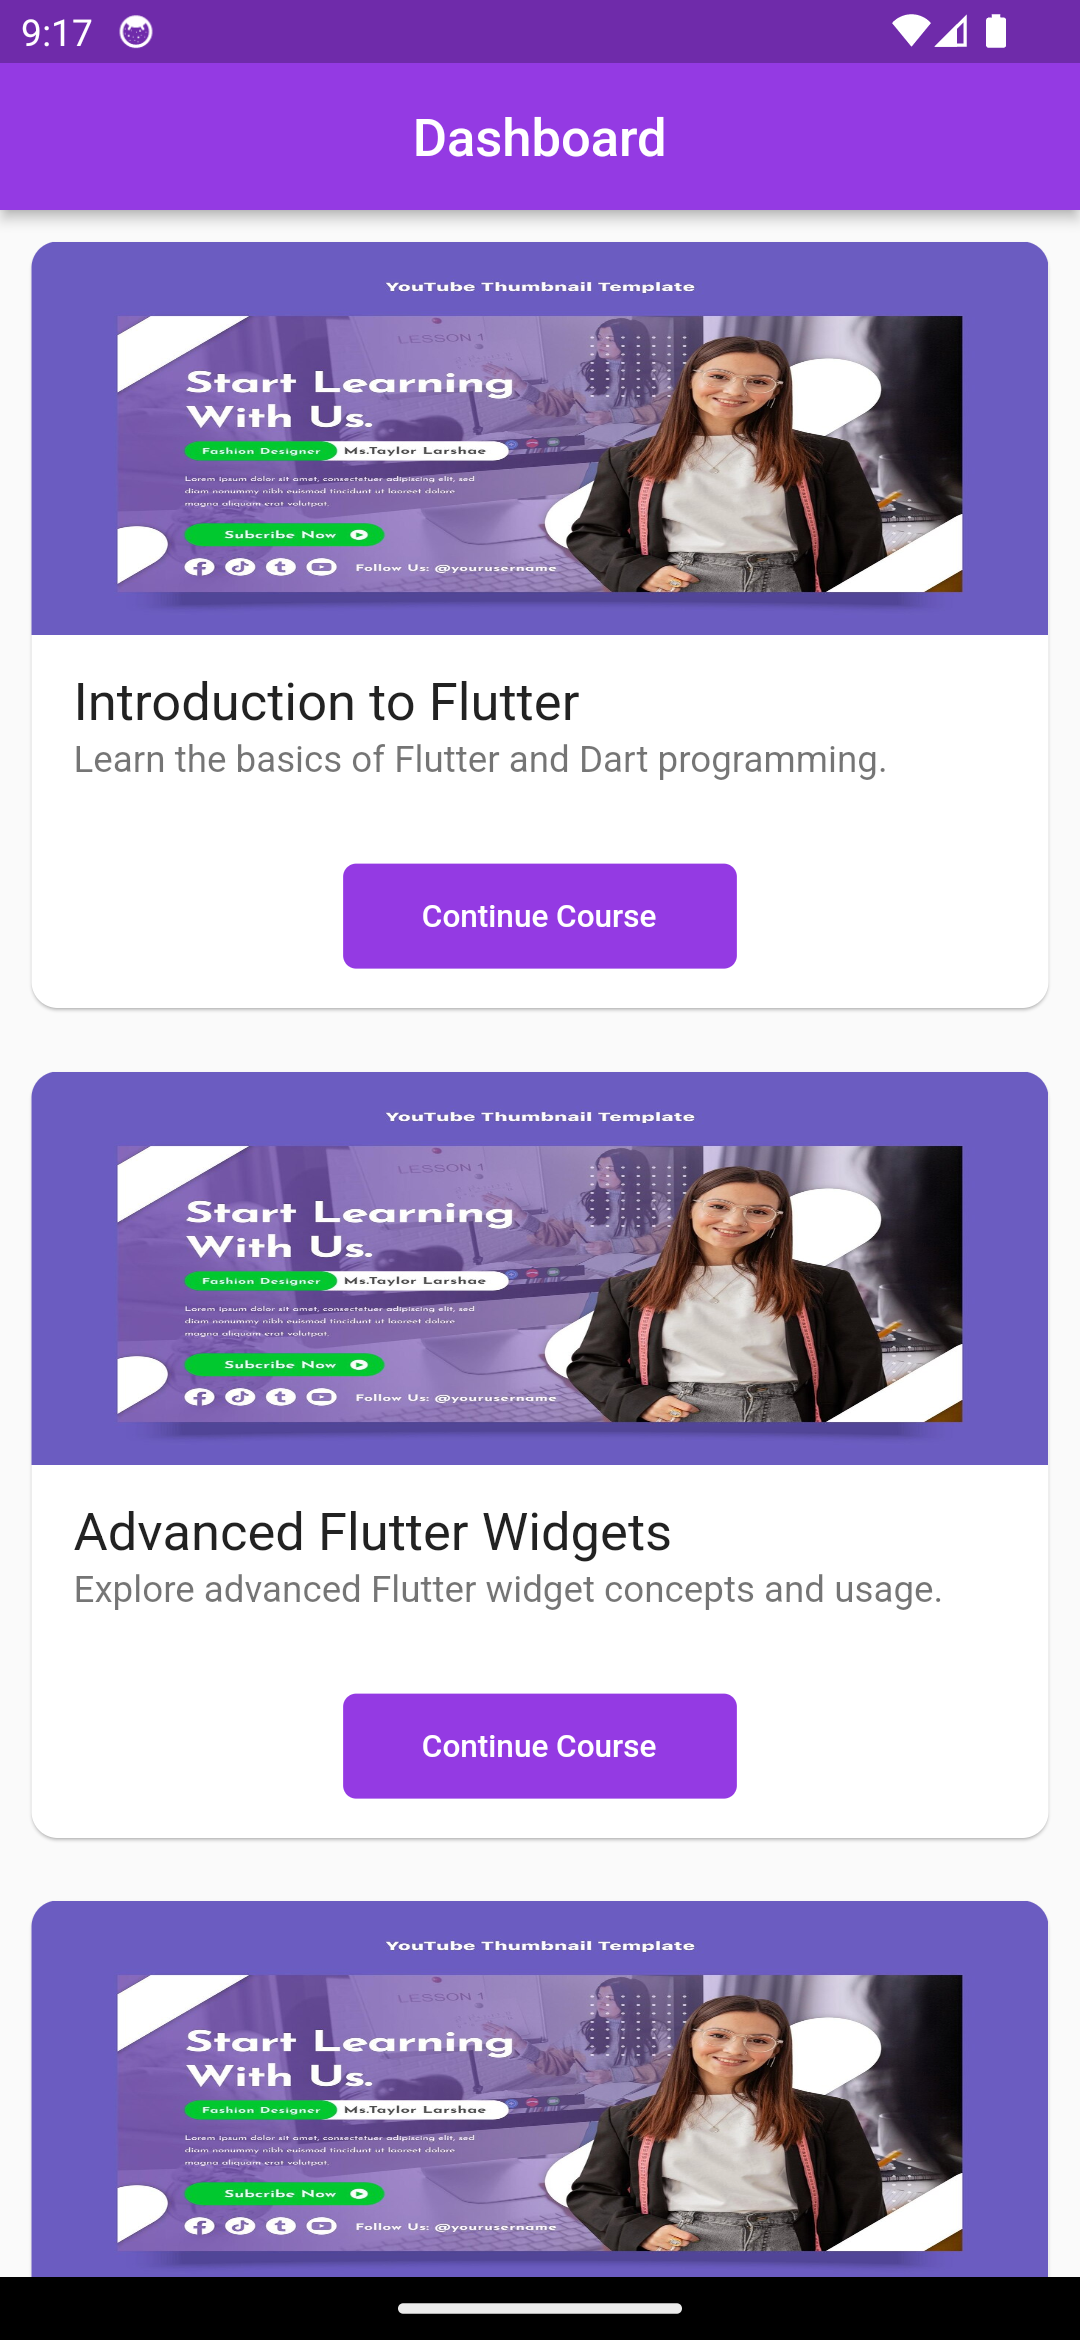 9:17
Dashboard
YouTube Thumbnail Template
LESSON 1
Start Learning
With Us.
Fashion Designer Ms.Taylor Larshae
Lorem ipsum dolor sit amet, consectetuer adipiscing elit, sed
diam nonummy nibh euismod tincidunt ut laoreet dolore
magna aliquam erat volutpat.
Subcribe Now
Follow Us: @yourusername
Introduction to Flutter
Learn the basics of Flutter and Dart programming.
Continue Course
YouTube Thumbnail Template
LESSON 1
Start Learning
With Us.
Fashion Designer Ms.Taylor Larshae
Lorem ipsum dolor sit amet, consectetuer adipiscing elit, sed
diam nonummy nibh euismod tincidunt ut laoreet dolore
magna aliquam erat volutpat.
Subcribe Now
Follow Us: @yourusername
Advanced Flutter Widgets
Explore advanced Flutter widget concepts and usage.
Continue Course
YouTube Thumbnail Template
LESSON 1
Start Learning
With Us.
Fashion Designer Ms.Taylor Larshae
Lorem ipsum dolor sit amet, consectetuer adipiscing elit, sed
diam nonummy nibh euismod tincidunt ut laoreet dolore
magna aliquam erat volutpat.
Subcribe Now
Follow Us: @yourusername